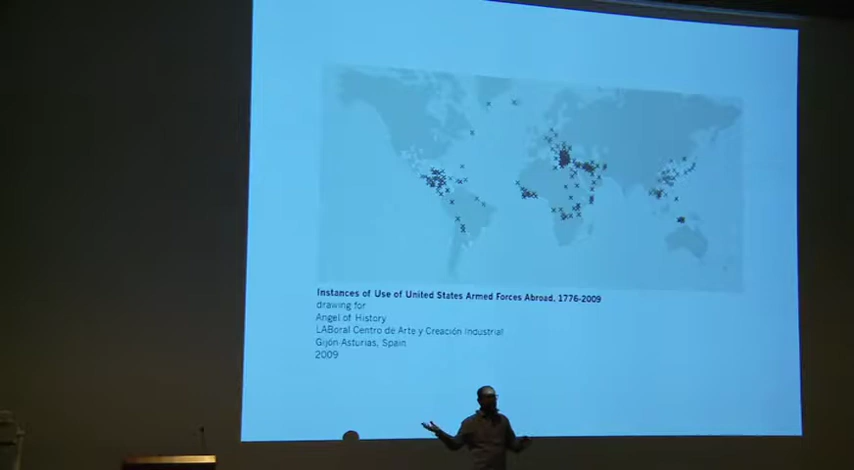 Instances of Use of United States Armed Forces Abroad, 1776-2009
drawing for
Angel of History
LABoral Centro de Arte y Creación Industrial
Gijón Asturias, Spain
2009